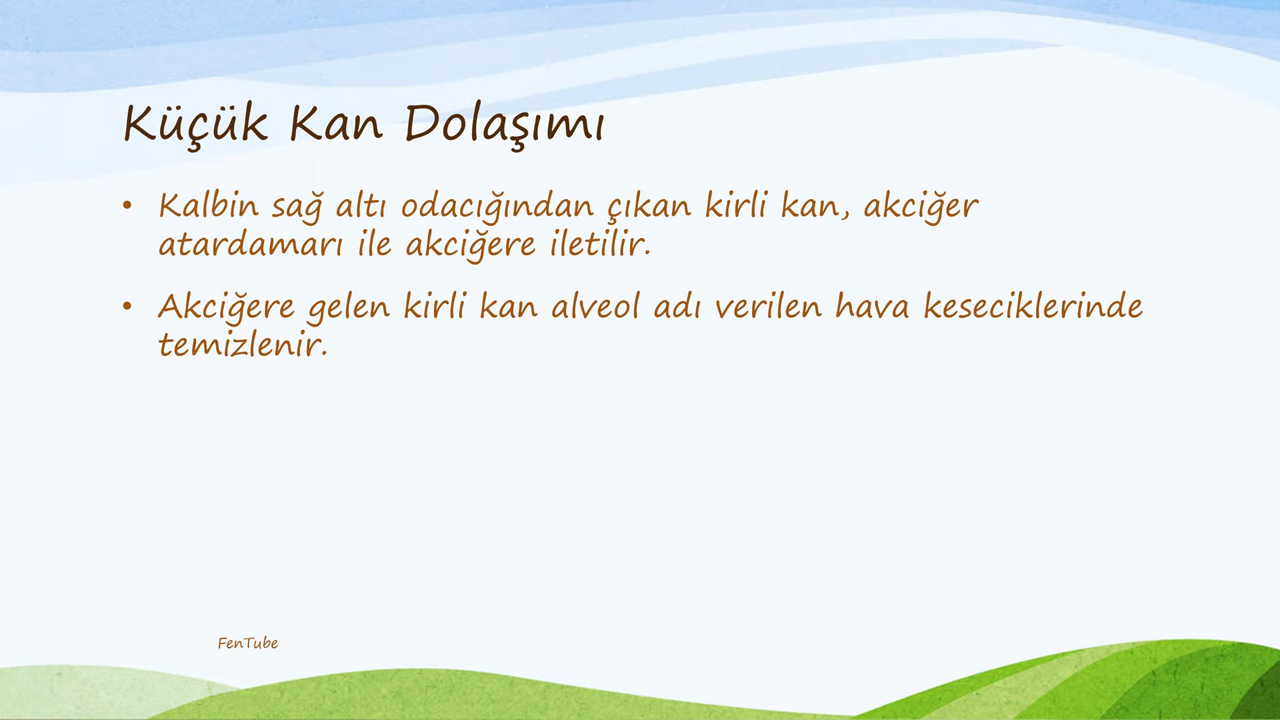 Küçük Kan Dolaşımı
• Kalbin sağ altı odacığından çıkan kirli kan, akciğer
atardamarı ile akciğere iletilir.
• Akciğere gelen kirli kan alveol adı verilen hava keseciklerinde
temizlenir.
FenTube